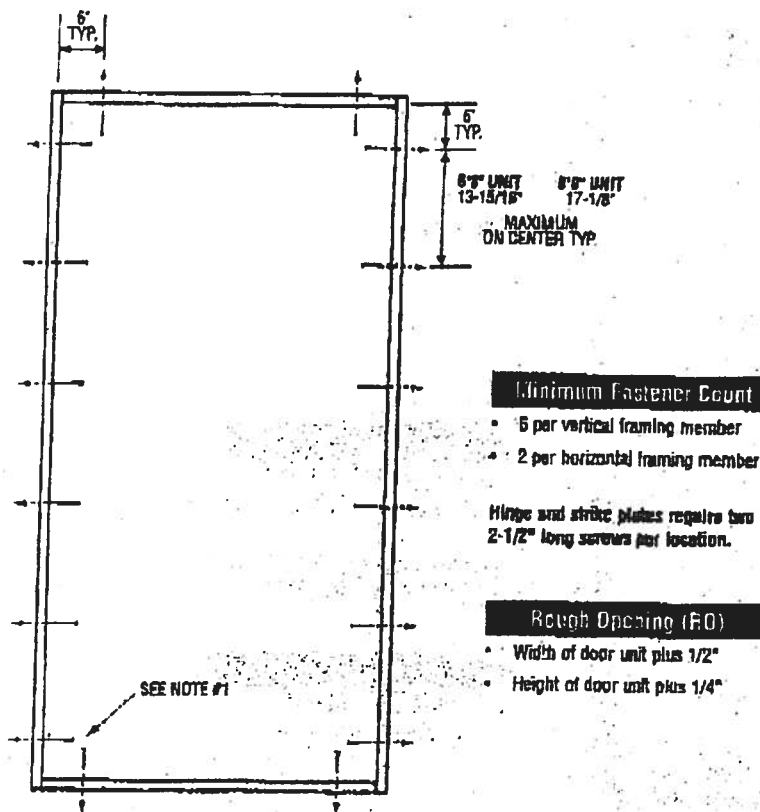 6"
TYP.
6"
TYP.
6'8" UNIT 8'0" UNIT
13-15/16" 17-1/8"
MAXIMUM
ON CENTER TYP.
Minimum Fastener Count
• 6 per vertical framing member
• 2 per horizontal framing member
Hinge and strike plates require two
2-1/2" long screws per location.
Rough Opening (RO)
• Width of door unit plus 1/2"
• Height of door unit plus 1/4"
SEE NOTE #1